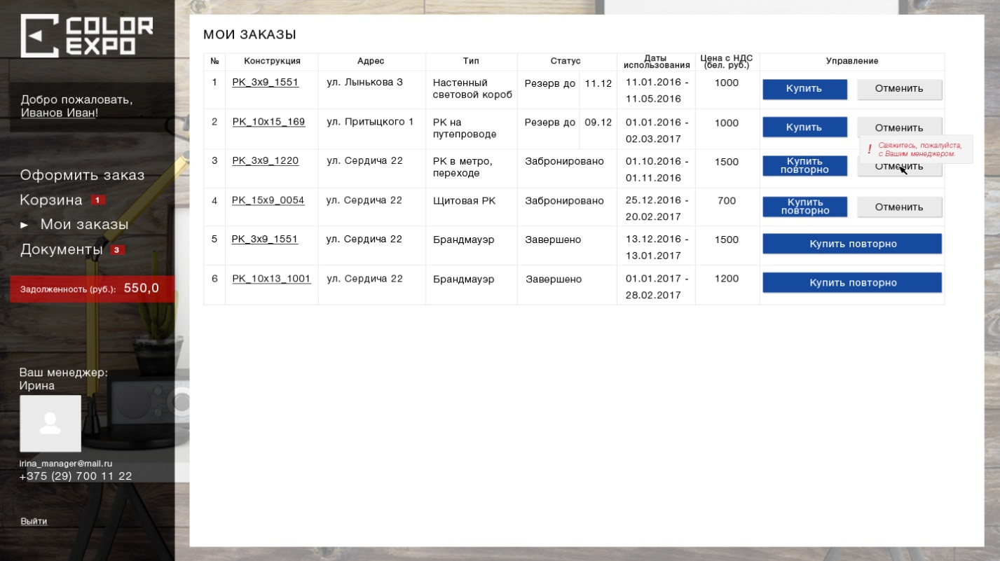 COLOR
EXPO
Добро пожаловать,
Иванов Иван!
Оформить заказ
Корзина 1
► Мои заказы
Документы 3
Задолженность (руб.): 550,0
Ваш менеджер:
Ирина
irina_manager@mail.ru
+375 (29) 700 11 22
Выйти
МОИ ЗАКАЗЫ
№ Конструкция Адрес Тип Статус Даты использования Цена с НДС (бел. руб.) Управление
1 РК_3х9_1551 ул. Лынькова 3 Настенный световой короб Резерв до 11.12 11.01.2016 - 11.05.2016 1000 Купить Отменить
2 РК_10х15_169 ул. Притыцкого 1 РК на путепроводе Резерв до 09.12 01.01.2016 - 02.03.2017 1000 Купить Отменить
! Свяжитесь, пожалуйста,
с Вашим менеджером.
3 РК_3х9_1220 ул. Сердича 22 РК в метро, переходе Забронировано 01.10.2016 - 01.11.2016 1500 Купить повторно Отменить
4 РК_15х9_0054 ул. Сердича 22 Щитовая РК Забронировано 25.12.2016 - 20.02.2017 700 Купить повторно Отменить
5 РК_3х9_1551 ул. Сердича 22 Брандмауэр Завершено 13.12.2016 - 13.01.2017 1500 Купить повторно
6 РК_10х13_1001 ул. Сердича 22 Брандмауэр Завершено 01.01.2017 - 28.02.2017 1200 Купить повторно